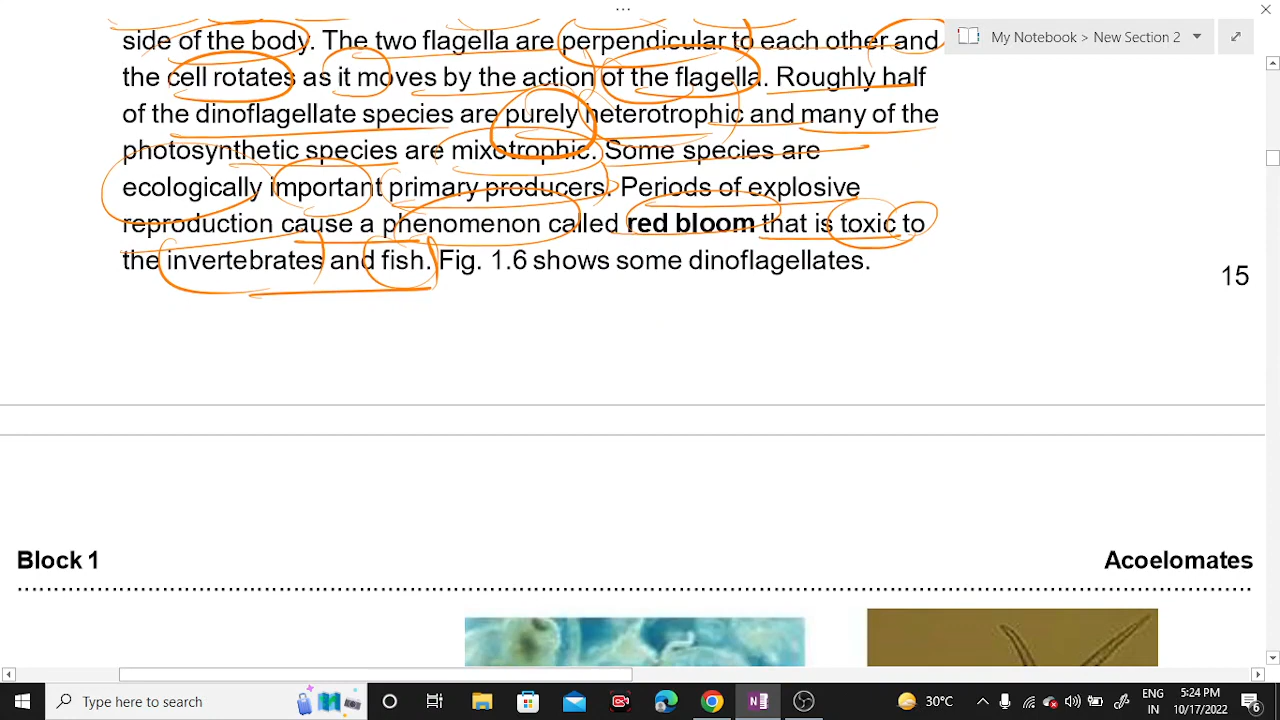 ...
side of the body. The two flagella are perpendicular to each other and
My Notebook > New Section 2
the cell rotates as it moves by the action of the flagella. Roughly half
of the dinoflagellate species are purely heterotrophic and many of the
photosynthetic species are mixotrophic. Some species are
ecologically important primary producers. Periods of explosive
reproduction cause a phenomenon called red bloom that is toxic to
the invertebrates and fish. Fig. 1.6 shows some dinoflagellates.
15
Block 1
Acoelomates
Type here to search
30°C
ENG
IN
5:24 PM
10/17/2022
6